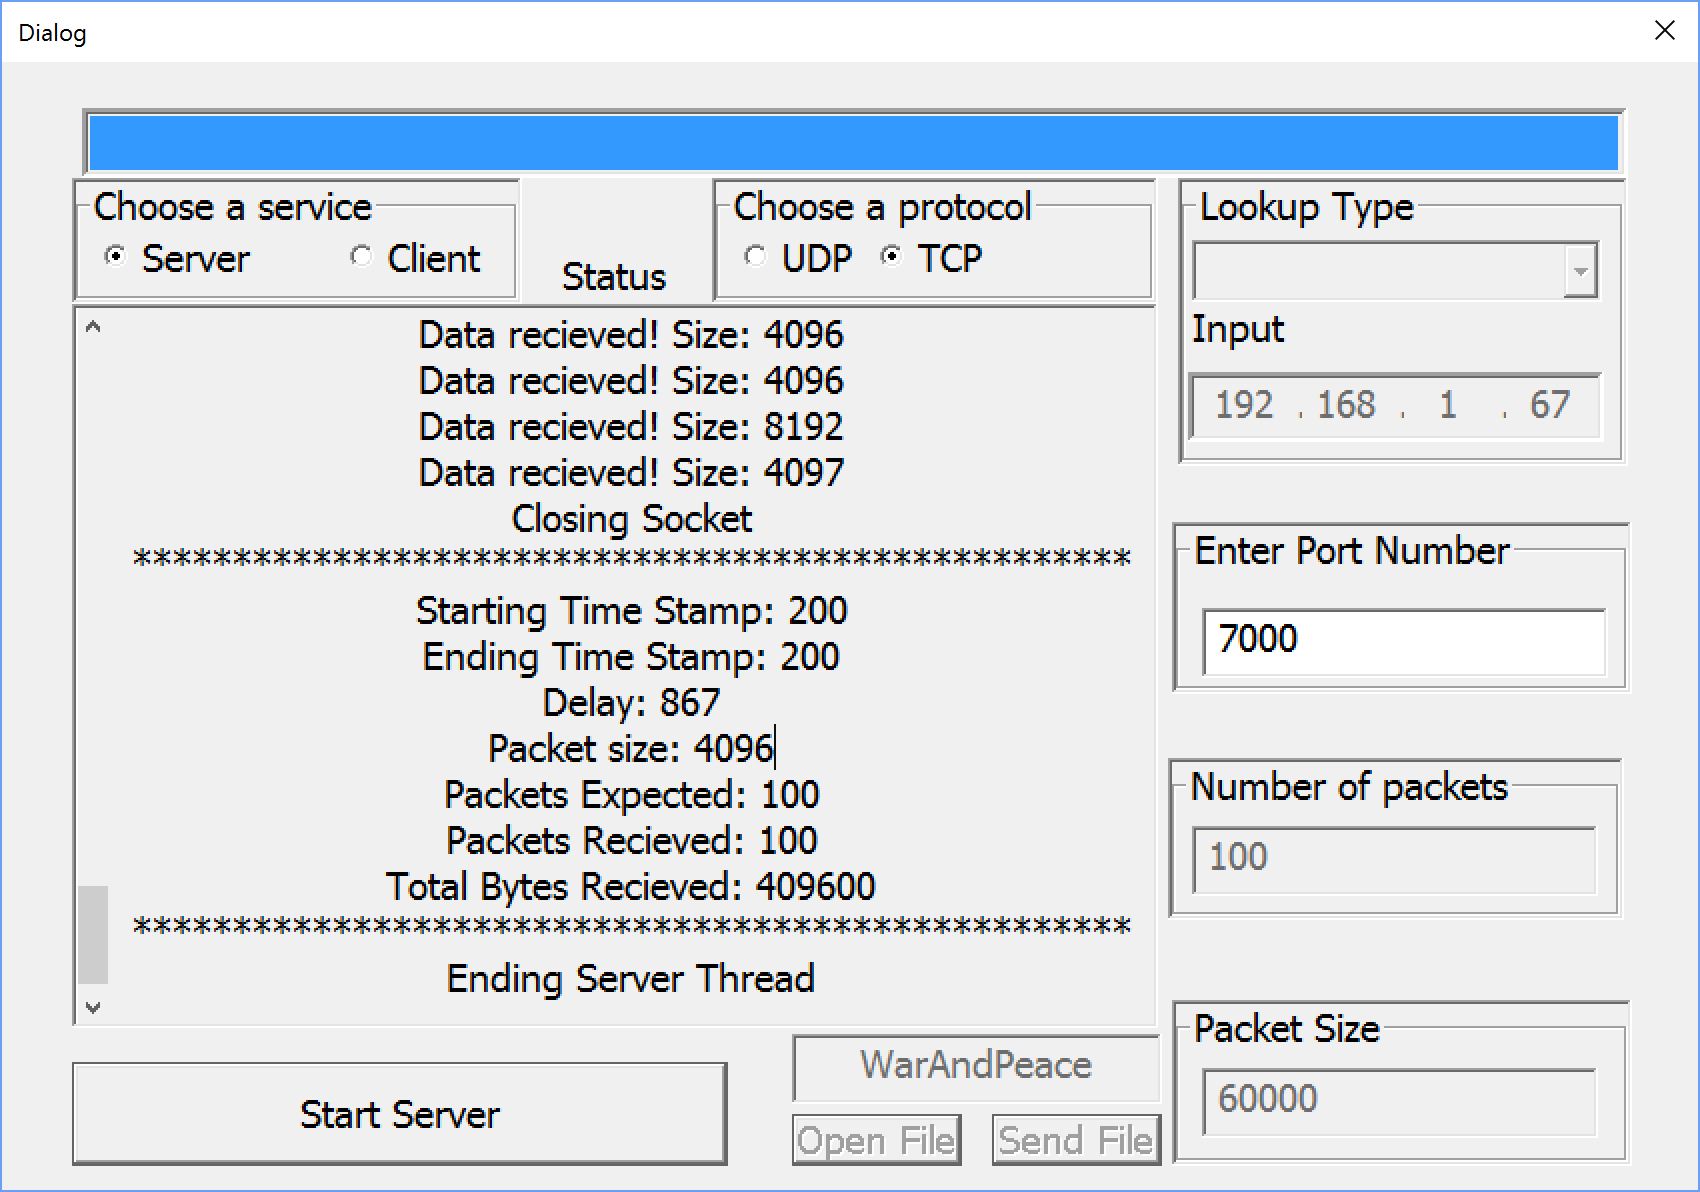 Dialog
Choose a service
Server Client
Status
Choose a protocol
UDP TCP
Lookup Type
Input
192 . 168 . 1 . 67
Data recieved! Size: 4096
Data recieved! Size: 4096
Data recieved! Size: 8192
Data recieved! Size: 4097
Closing Socket
**************************************************
Starting Time Stamp: 200
Ending Time Stamp: 200
Delay: 867
Packet size: 4096
Packets Expected: 100
Packets Recieved: 100
Total Bytes Recieved: 409600
**************************************************
Ending Server Thread
Enter Port Number
7000
Number of packets
100
Packet Size
60000
Start Server
WarAndPeace
Open File Send File